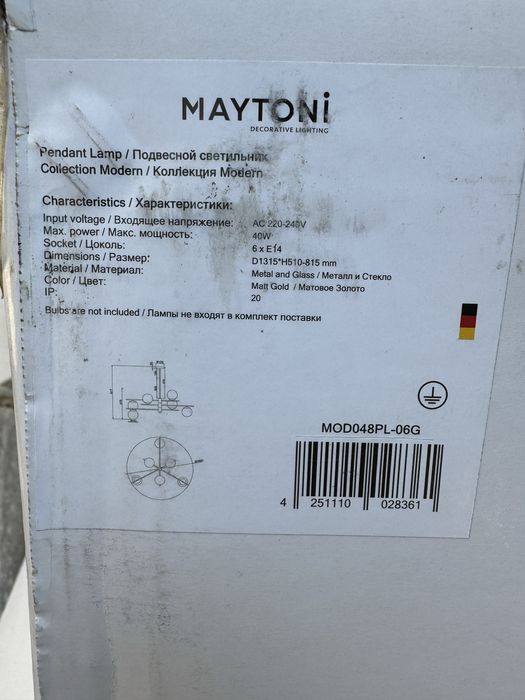 MAYTONi
DECORATIVE LIGHTING
Pendant Lamp / Подвесной светильник
Collection Modern / Коллекция Modern
Characteristics / Характеристики:
Input voltage / Входящее напряжение: AC 220-240V
Max. power / Макс. мощность: 40W
Socket / Цоколь: 6 x E14
Dimensions / Размер: D1315*H510-815 mm
Material / Материал: Metal and Glass / Металл и Стекло
Color / Цвет: Matt Gold / Матовое Золото
IP: 20
Bulbs are not included / Лампы не входят в комплект поставки
MOD048PL-06G
4 251110 028361